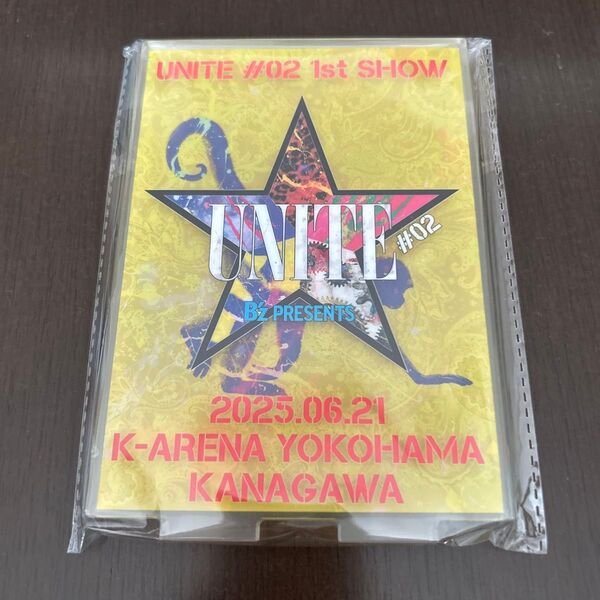 UNITE #02 1st SHOW
UNITE #02
B'z PRESENTS
2025.06.21
K-ARENA YOKOHAMA
KANAGAWA